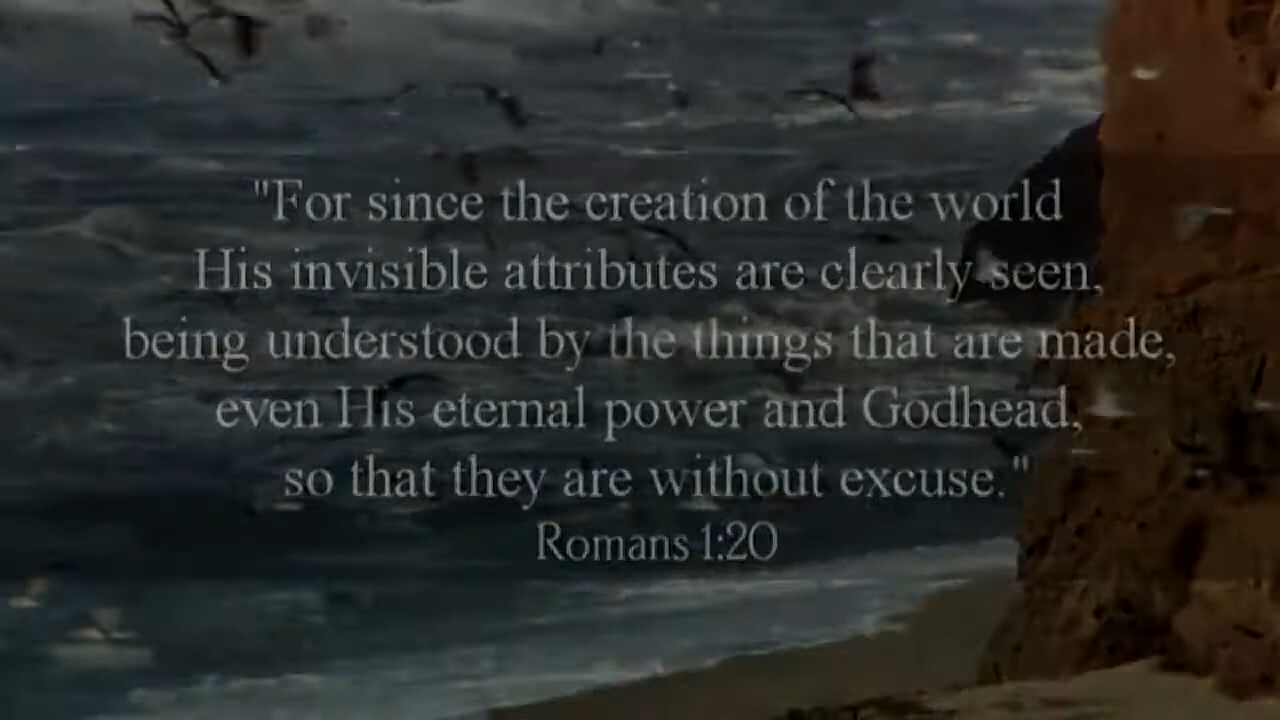 "For since the creation of the world
His invisible attributes are clearly seen,
being understood by the things that are made,
even His eternal power and Godhead,
so that they are without excuse."
Romans 1:20